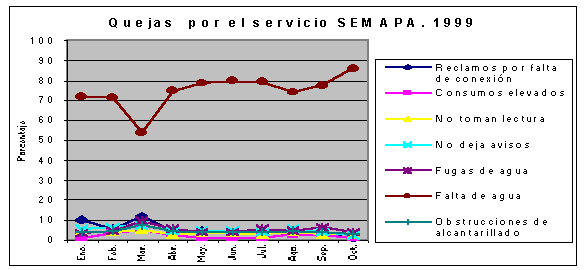 Quejas por el servicio SEMAPA. 1999
100
90
80
70
60
50
40
30
20
10
0
Porcentaje
Ene. Feb. Mar. Abr. May. Jun. Jul. Ago. Sep. Oct.
Reclamos por falta
de conexión
Consumos elevados
No toman lectura
No deja avisos
Fugas de agua
Falta de agua
Obstrucciones de
alcantarillado